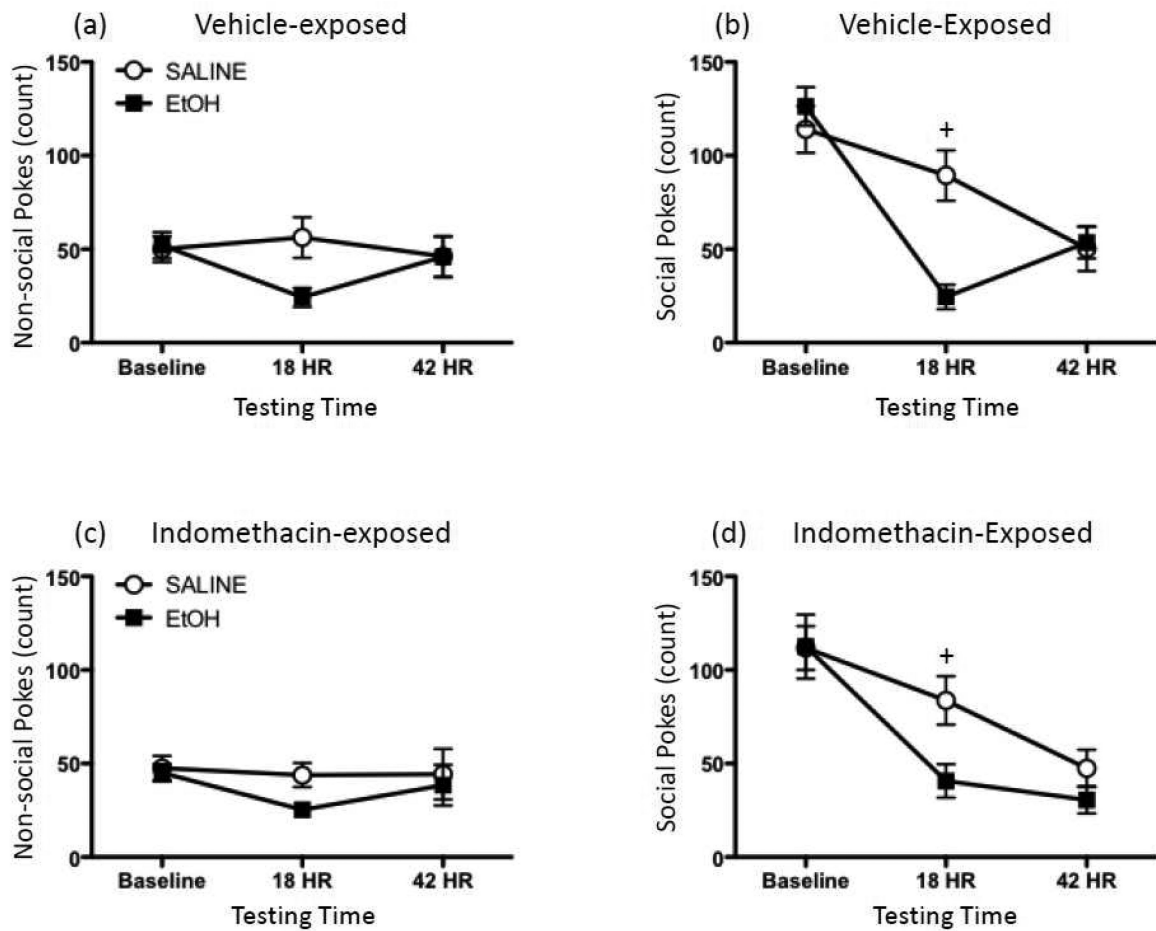 (a) Vehicle-exposed
150
100
50
0
Non-social Pokes (count)
SALINE
EtOH
Baseline 18 HR 42 HR
Testing Time
(b) Vehicle-Exposed
150
100
50
0
Social Pokes (count)
+
Baseline 18 HR 42 HR
Testing Time
(c) Indomethacin-exposed
150
100
50
0
Non-social Pokes (count)
SALINE
EtOH
Baseline 18 HR 42 HR
Testing Time
(d) Indomethacin-Exposed
150
100
50
0
Social Pokes (count)
+
Baseline 18 HR 42 HR
Testing Time